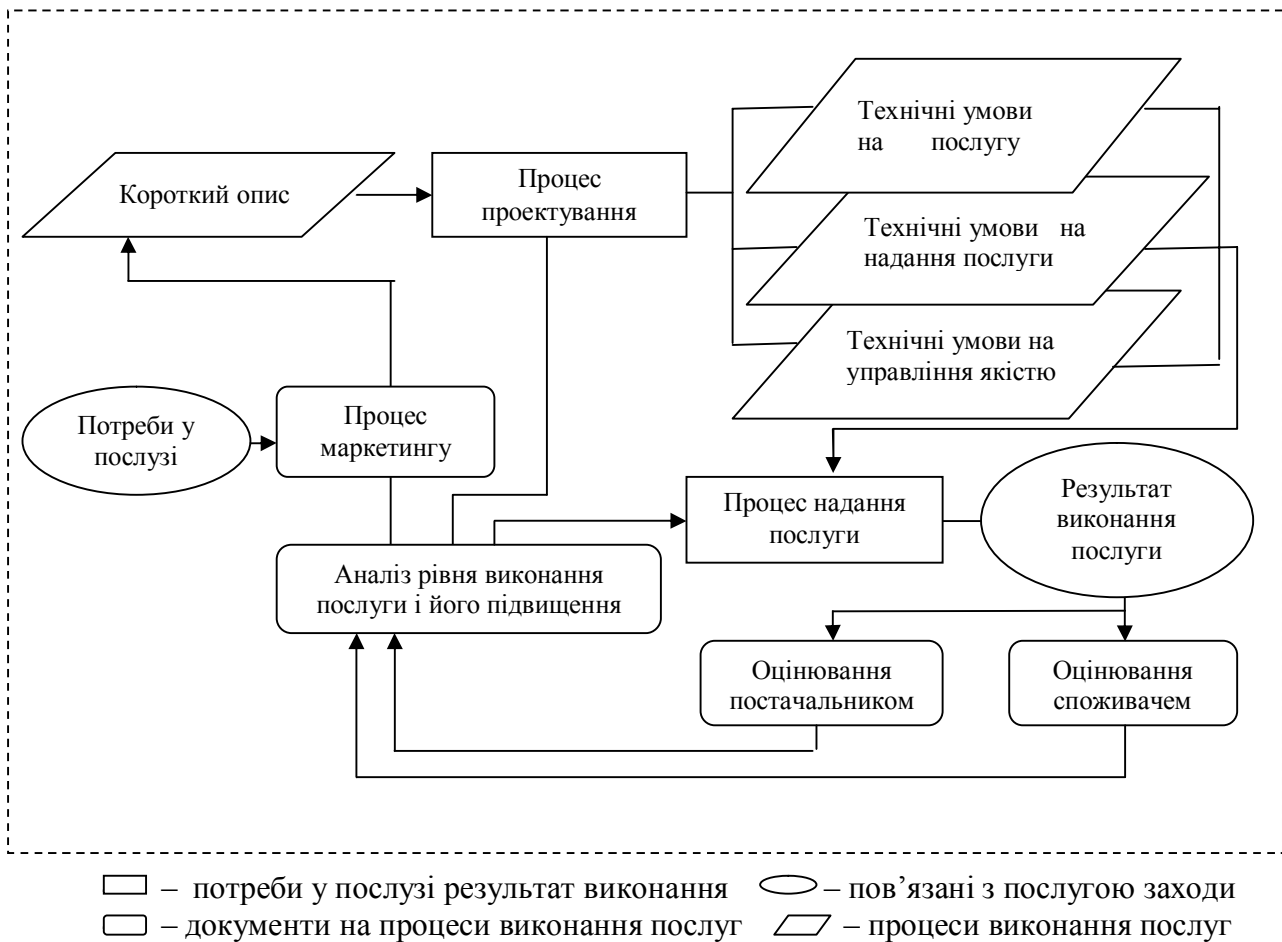 Технічні умови
на послугу
Короткий опис
Процес
проектування
Технічні умови на
надання послуги
Технічні умови на
управління якістю
Потреби у
послузі
Процес
маркетингу
Процес надання
послуги
Результат
виконання
послуги
Аналіз рівня виконання
послуги і його підвищення
Оцінювання
постачальником
Оцінювання
споживачем
– потреби у послузі результат виконання
– пов’язані з послугою заходи
– документи на процеси виконання послуг
– процеси виконання послуг